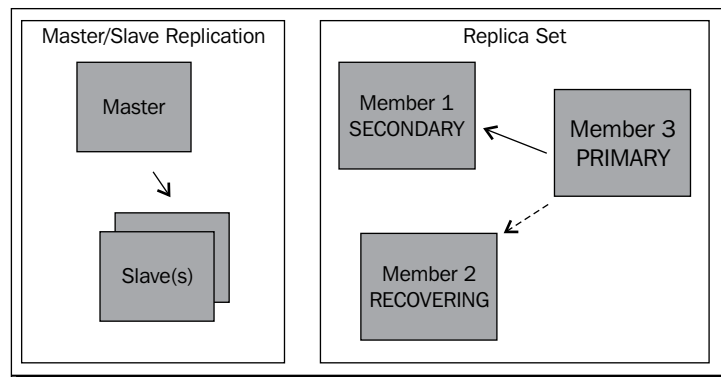 Master/Slave Replication
Master
Slave(s)
Replica Set
Member 1
SECONDARY
Member 3
PRIMARY
Member 2
RECOVERING